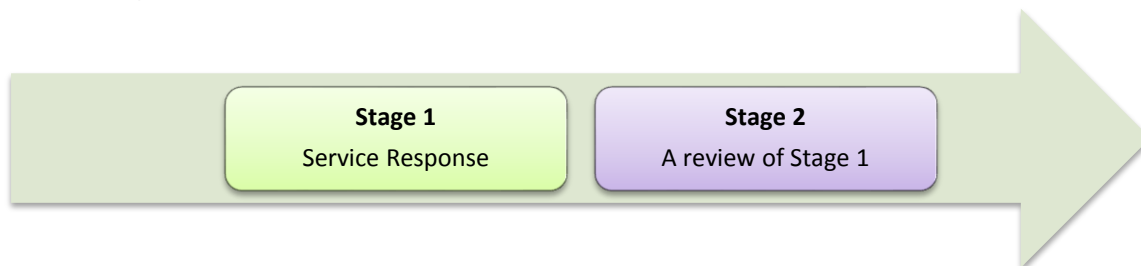 Stage 1
Service Response
Stage 2
A review of Stage 1